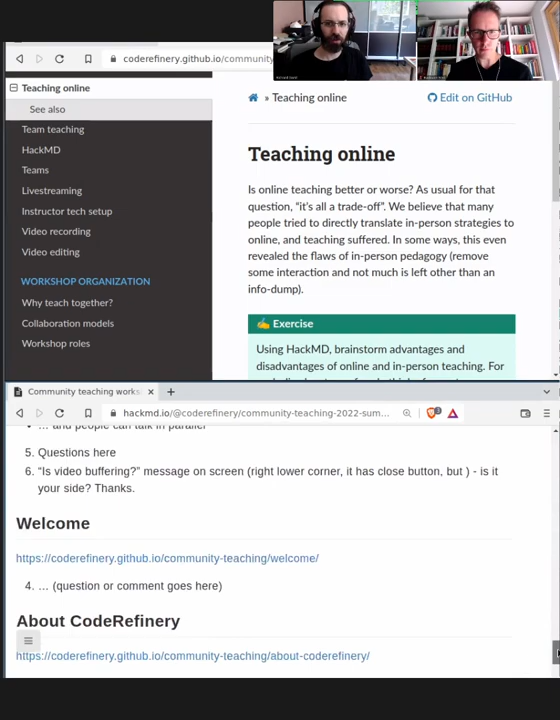 coderefinery.github.io/community
Teaching online
See also
Team teaching
HackMD
Teams
Livestreaming
Instructor tech setup
Video recording
Video editing
WORKSHOP ORGANIZATION
Why teach together?
Collaboration models
Workshop roles
» Teaching online
Edit on GitHub
Teaching online
Is online teaching better or worse? As usual for that
question, “it’s all a trade-off”. We believe that many
people tried to directly translate in-person strategies to
online, and teaching suffered. In some ways, this even
revealed the flaws of in-person pedagogy (remove
some interaction and not much is left other than an
info-dump).
✍️ Exercise
Using HackMD, brainstorm advantages and
disadvantages of online and in-person teaching. For
Community teaching works
hackmd.io/@coderefinery/community-teaching-2022-sum...
... and people can talk in parallel
5. Questions here
6. “Is video buffering?” message on screen (right lower corner, it has close button, but ) - is it
your side? Thanks.
Welcome
https://coderefinery.github.io/community-teaching/welcome/
4. ... (question or comment goes here)
About CodeRefinery
https://coderefinery.github.io/community-teaching/about-coderefinery/